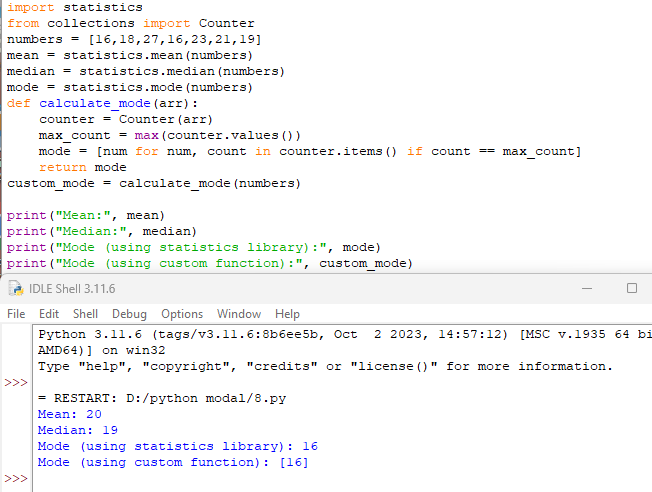 import statistics
from collections import Counter
numbers = [16,18,27,16,23,21,19]
mean = statistics.mean(numbers)
median = statistics.median(numbers)
mode = statistics.mode(numbers)
def calculate_mode(arr):
    counter = Counter(arr)
    max_count = max(counter.values())
    mode = [num for num, count in counter.items() if count == max_count]
    return mode
custom_mode = calculate_mode(numbers)

print("Mean:", mean)
print("Median:", median)
print("Mode (using statistics library):", mode)
print("Mode (using custom function):", custom_mode)
IDLE Shell 3.11.6
File Edit Shell Debug Options Window Help
Python 3.11.6 (tags/v3.11.6:8b6ee5b, Oct  2 2023, 14:57:12) [MSC v.1935 64 bi
AMD64)] on win32
Type "help", "copyright", "credits" or "license()" for more information.
>>>
= RESTART: D:/python modal/8.py
Mean: 20
Median: 19
Mode (using statistics library): 16
Mode (using custom function): [16]
>>>